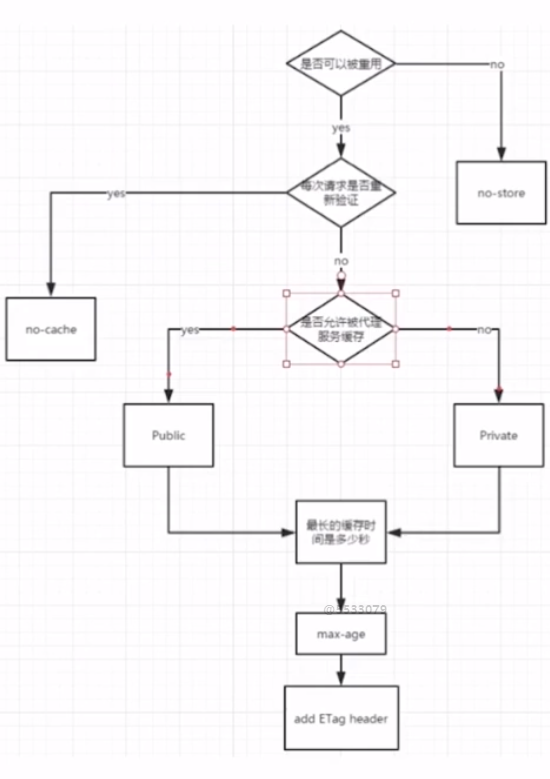 是否可以被重用
no
yes
每次请求是否重
新验证
no-store
yes
no
no-cache
是否允许被代理
服务缓存
yes
no
Public
Private
最长的缓存时
间是多少秒
@5533079
max-age
add ETag header